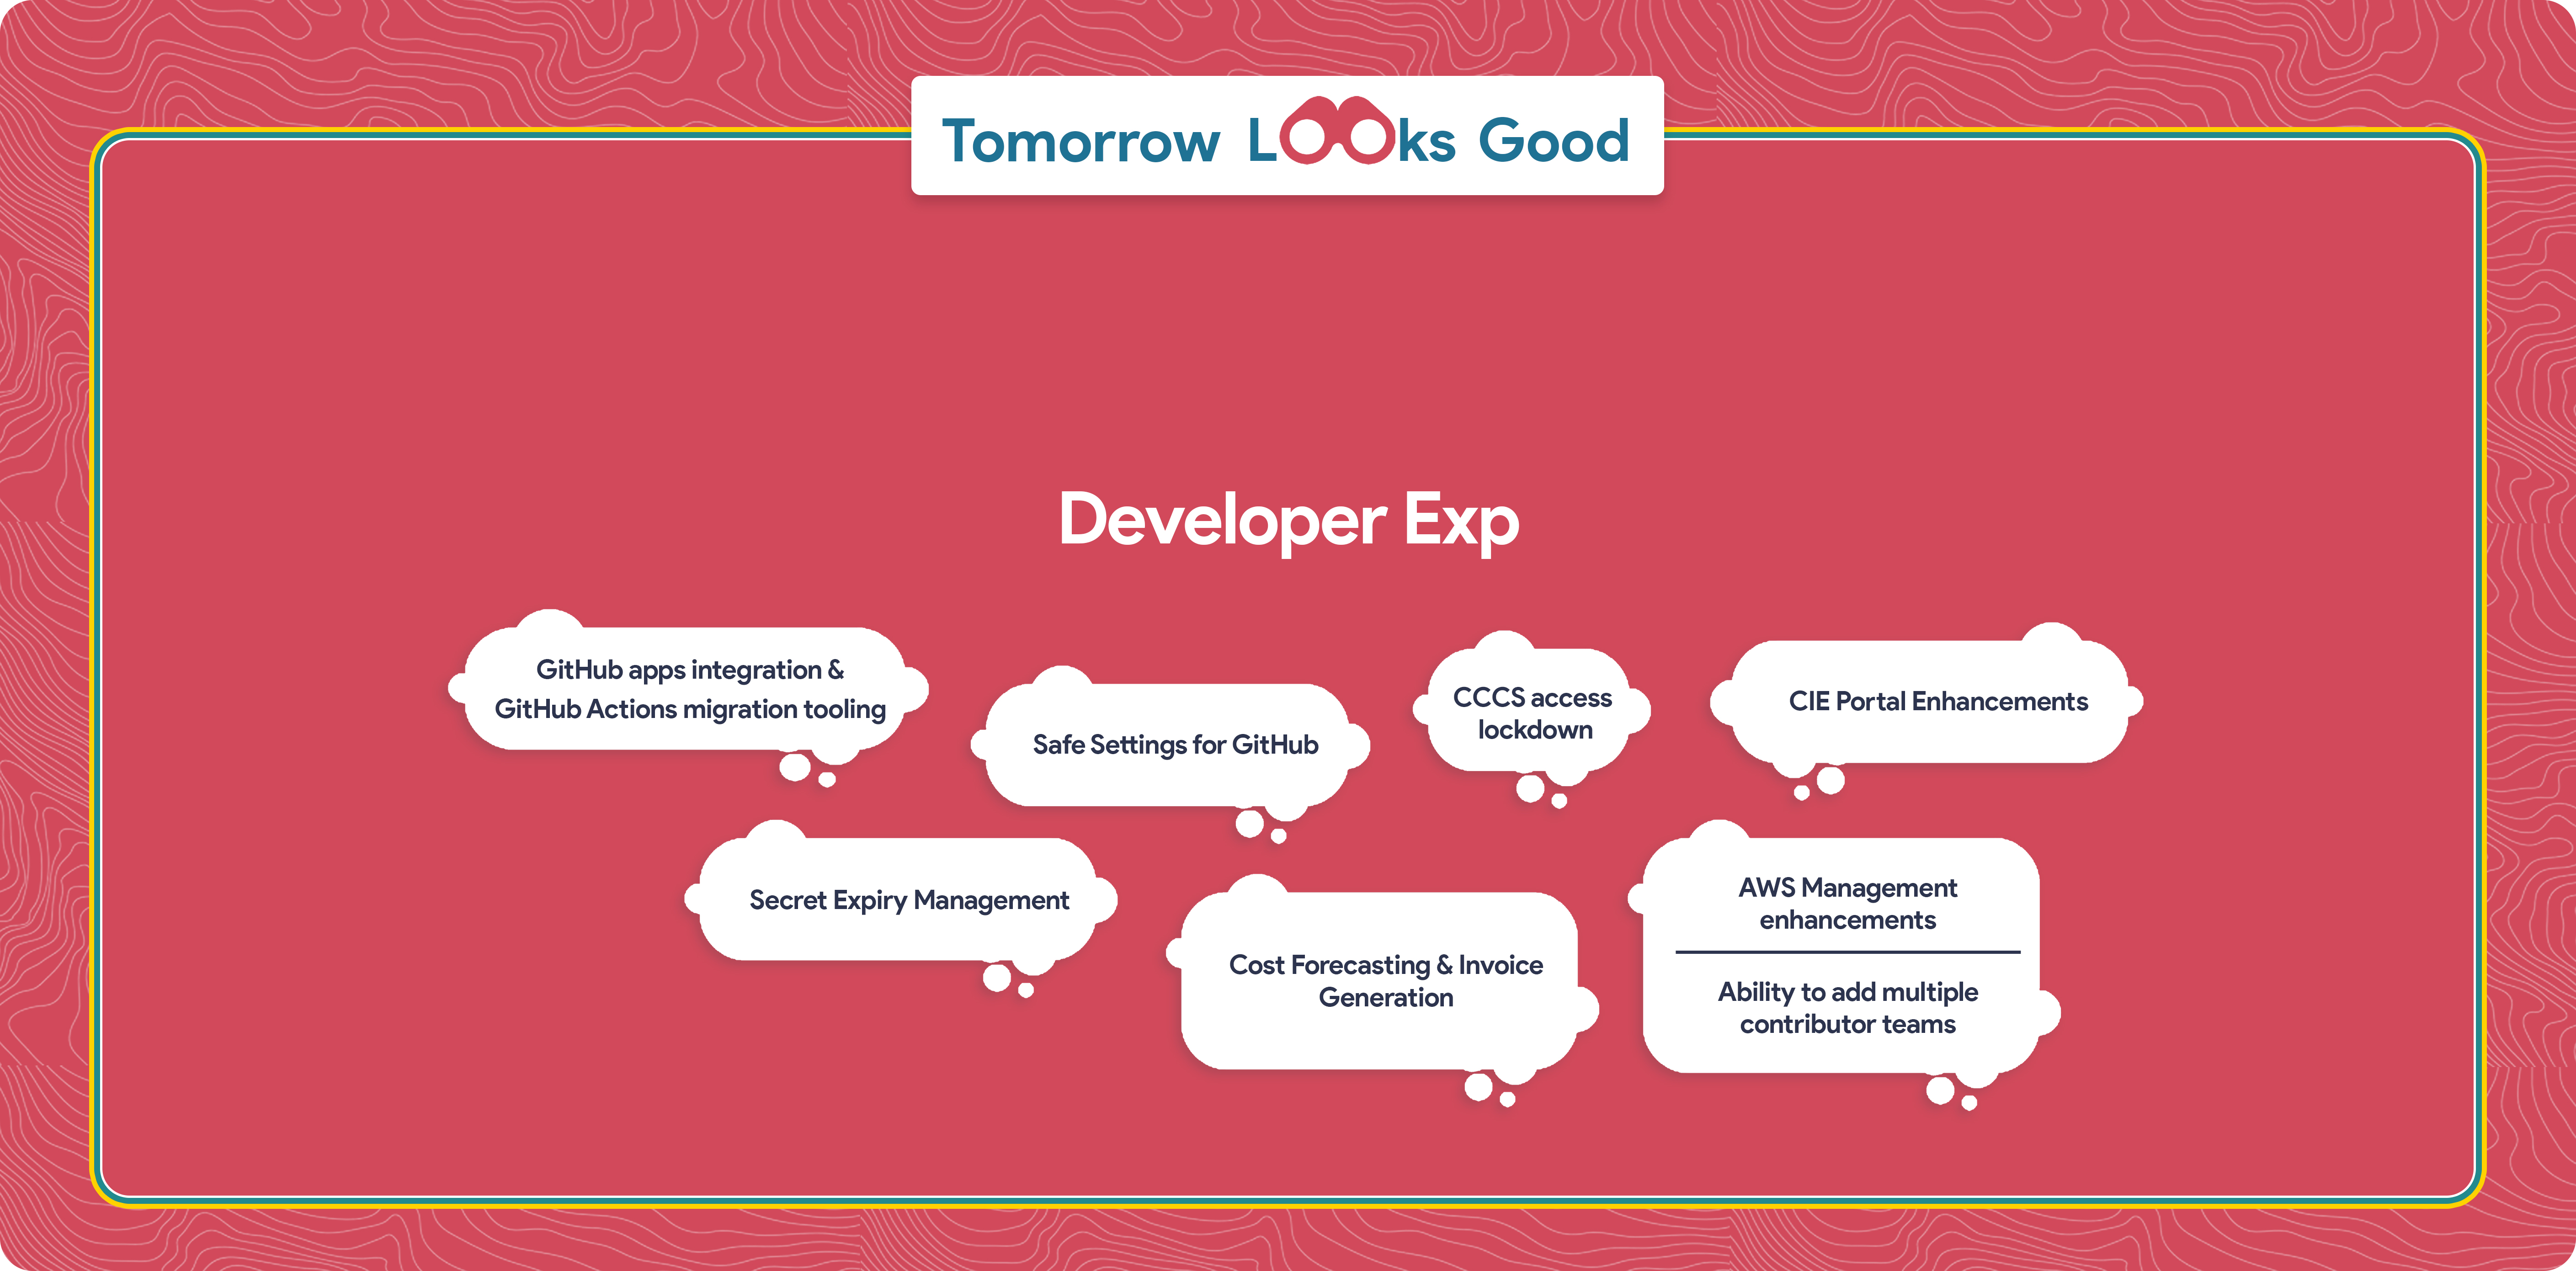 Tomorrow Looks Good
Developer Exp
GitHub apps integration &
GitHub Actions migration tooling
Safe Settings for GitHub
CCCS access
lockdown
CIE Portal Enhancements
Secret Expiry Management
Cost Forecasting & Invoice
Generation
AWS Management
enhancements
Ability to add multiple
contributor teams